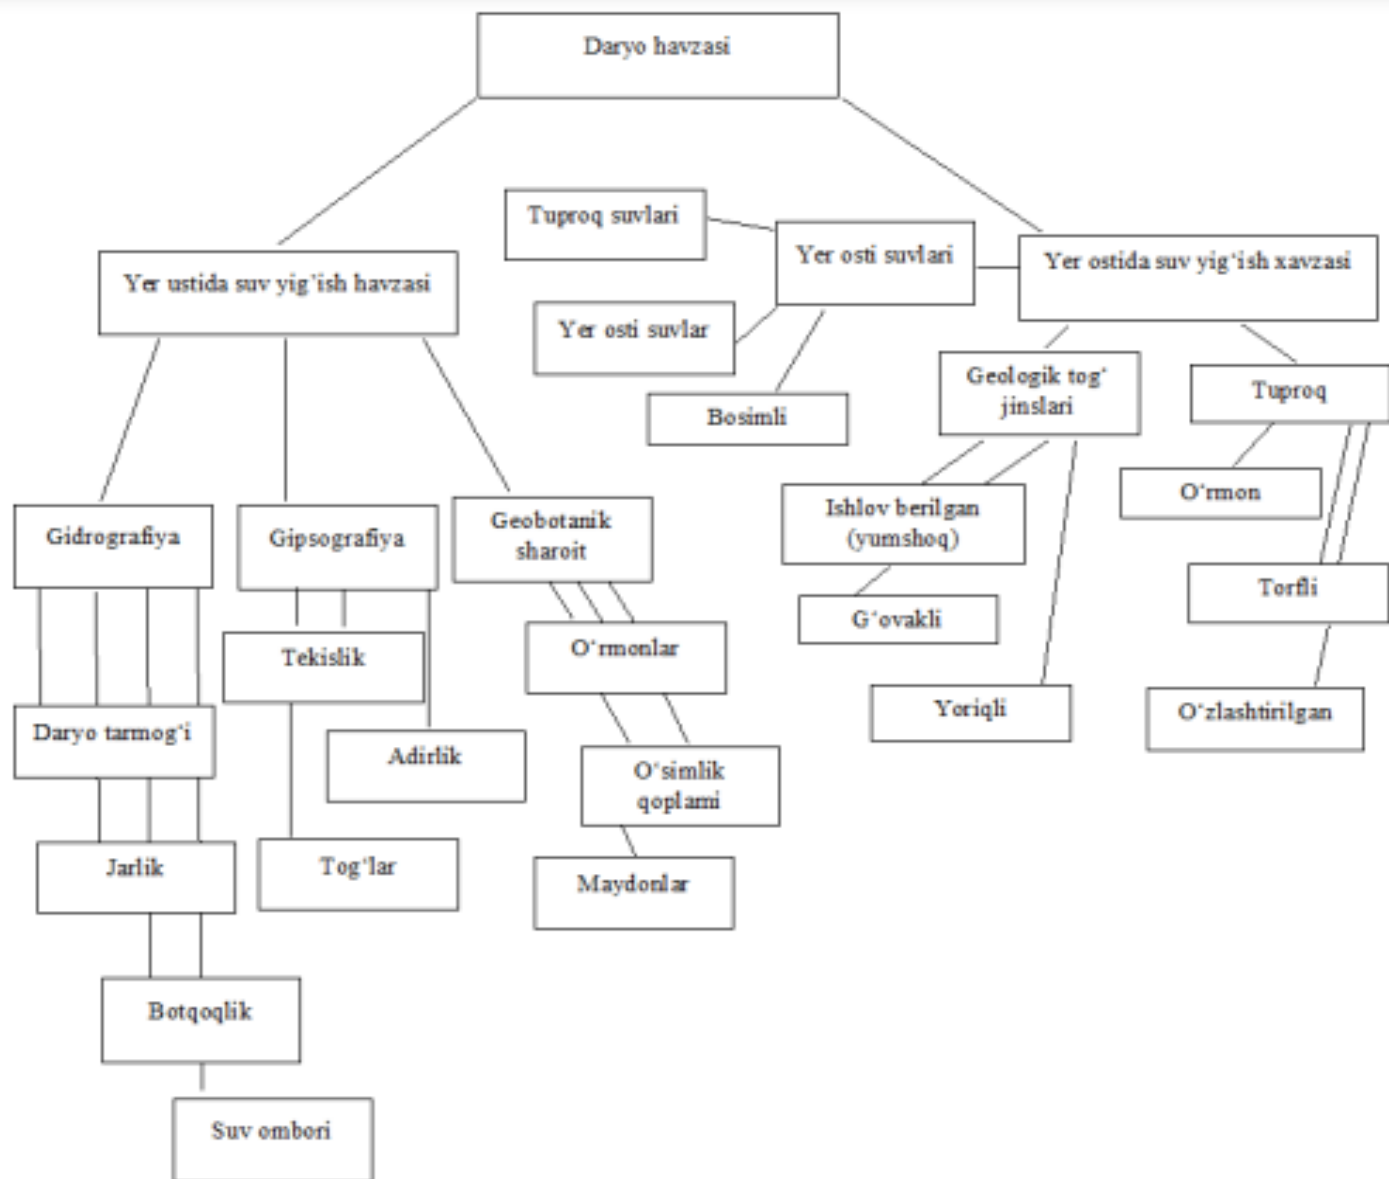 Daryo havzasi
Tuproq suvlari
Yer osti suvlari
Yer ostida suv yig‘ish xavzasi
Yer ustida suv yig’ish havzasi
Yer osti suvlar
Bosimli
Geologik tog‘
jinslari
Tuproq
O‘rmon
Ishlov berilgan
(yumshoq)
G‘ovakli
Torfli
Yoriqli
O‘zlashtirilgan
Gidrografiya
Gipsografiya
Geobotanik
sharoit
Tekislik
O‘rmonlar
Daryo tarmog‘i
Adirlik
O‘simlik
qoplami
Jarlik
Tog‘lar
Maydonlar
Botqoqlik
Suv ombori